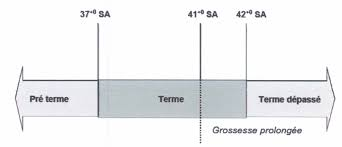 37⁺⁰ SA 41⁺⁰ SA 42⁺⁰ SA
Pré terme Terme Terme dépassé
Grossesse prolongée